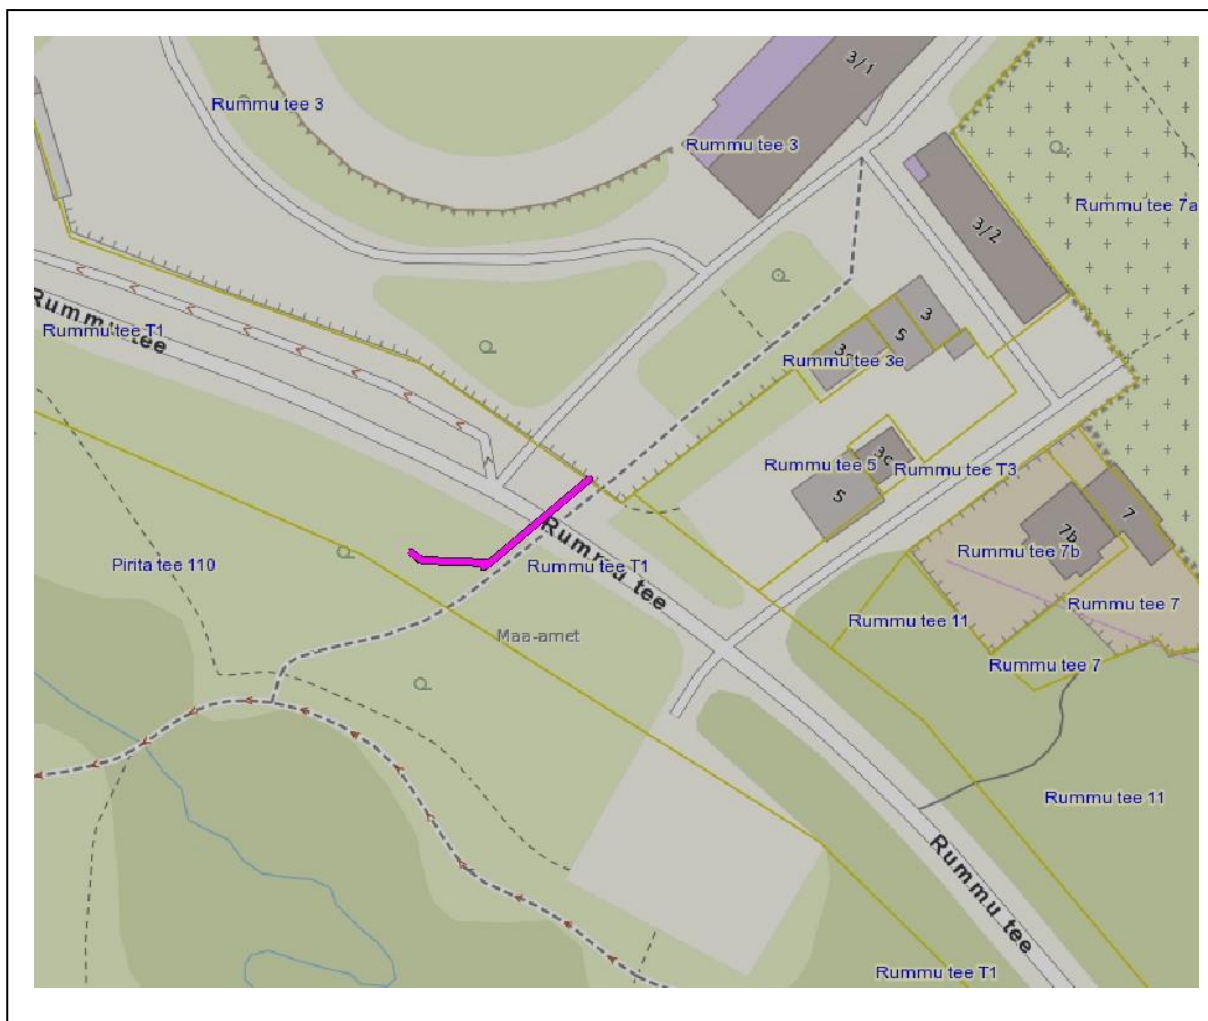 3/1
Rummu tee 3
Rummu tee 3
Rummu tee 7a
3/2
Rummu tee
Rummu tee T1
3
5
Rummu tee 3e
3c
Rummu tee 5
Rummu tee T3
5
7
7b
Rummu tee 7b
Rummu tee
Pirita tee 110
Rummu tee T1
Rummu tee 7
Rummu tee 11
Maa-amet
Rummu tee 7
Rummu tee 11
Rummu tee
Rummu tee T1